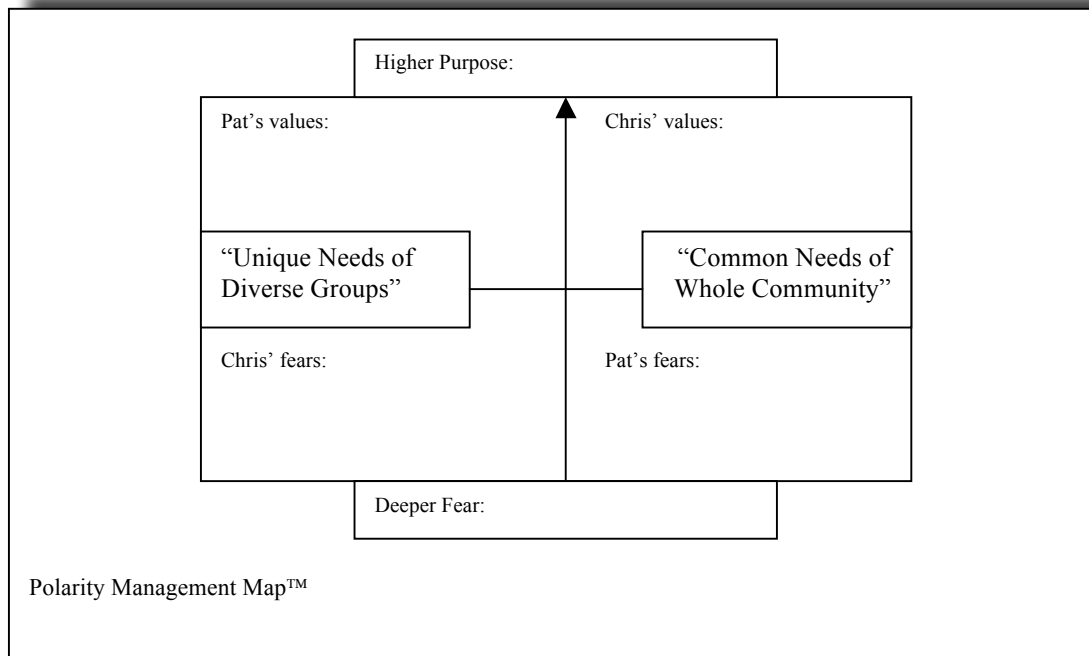 Higher Purpose:
Pat’s values:
Chris’ values:
“Unique Needs of
Diverse Groups”
“Common Needs of
Whole Community”
Chris’ fears:
Pat’s fears:
Deeper Fear:
Polarity Management Map™